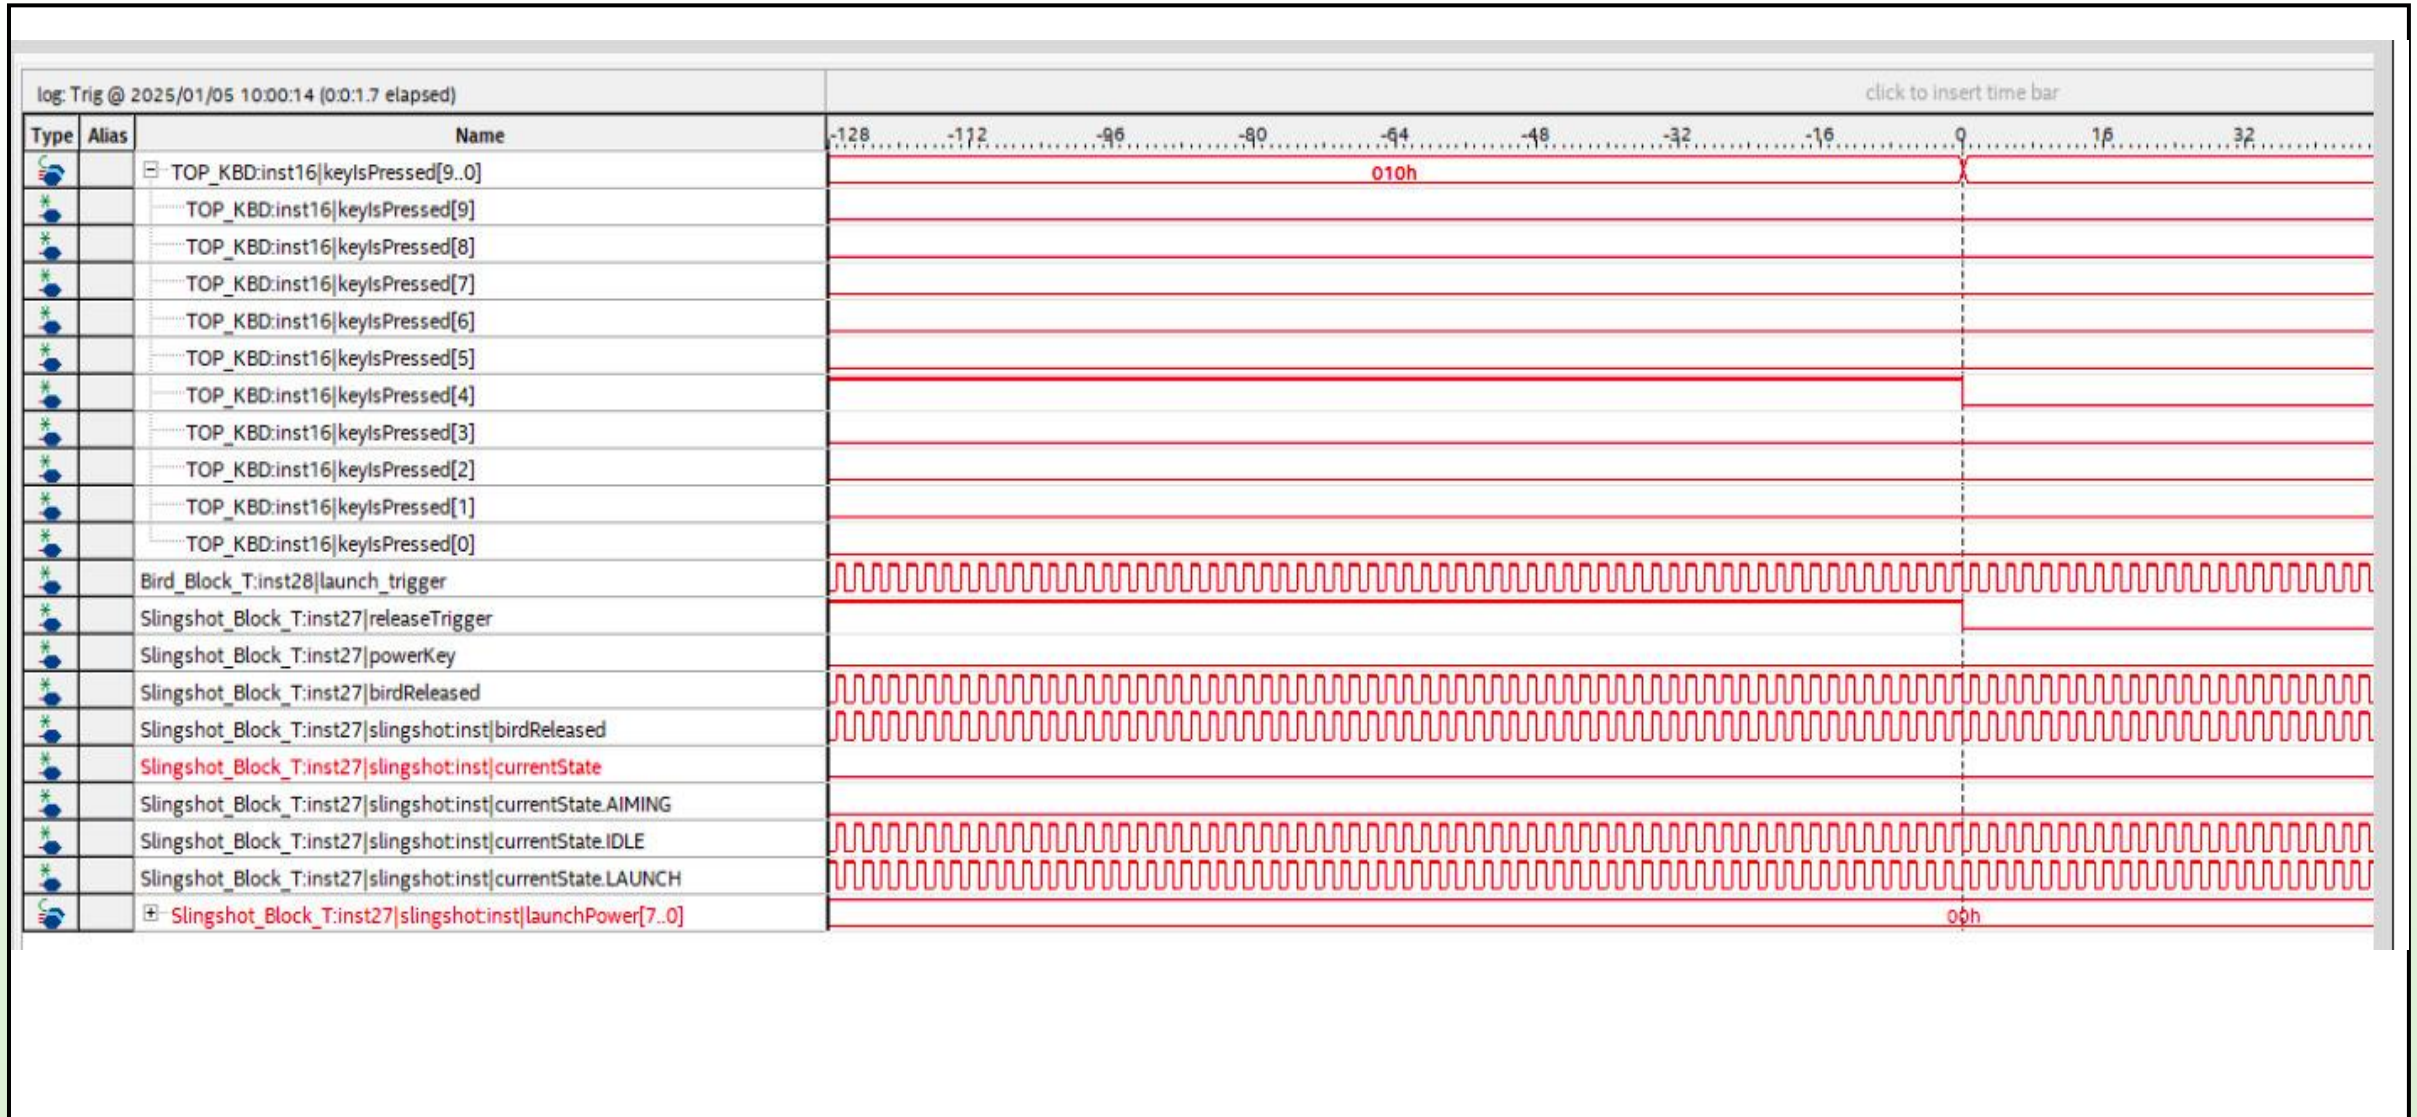 log: Trig @ 2025/01/05 10:00:14 (0:0:1.7 elapsed)
click to insert time bar
Type Alias Name -128 -112 -96 -80 -64 -48 -32 -16 0 16 32
TOP_KBD:inst16|keyIsPressed[9..0] 010h
TOP_KBD:inst16|keyIsPressed[9]
TOP_KBD:inst16|keyIsPressed[8]
TOP_KBD:inst16|keyIsPressed[7]
TOP_KBD:inst16|keyIsPressed[6]
TOP_KBD:inst16|keyIsPressed[5]
TOP_KBD:inst16|keyIsPressed[4]
TOP_KBD:inst16|keyIsPressed[3]
TOP_KBD:inst16|keyIsPressed[2]
TOP_KBD:inst16|keyIsPressed[1]
TOP_KBD:inst16|keyIsPressed[0]
Bird_Block_T:inst28|launch_trigger
Slingshot_Block_T:inst27|releaseTrigger
Slingshot_Block_T:inst27|powerKey
Slingshot_Block_T:inst27|birdReleased
Slingshot_Block_T:inst27|slingshot:inst|birdReleased
Slingshot_Block_T:inst27|slingshot:inst|currentState
Slingshot_Block_T:inst27|slingshot:inst|currentState.AIMING
Slingshot_Block_T:inst27|slingshot:inst|currentState.IDLE
Slingshot_Block_T:inst27|slingshot:inst|currentState.LAUNCH
Slingshot_Block_T:inst27|slingshot:inst|launchPower[7..0] 00h